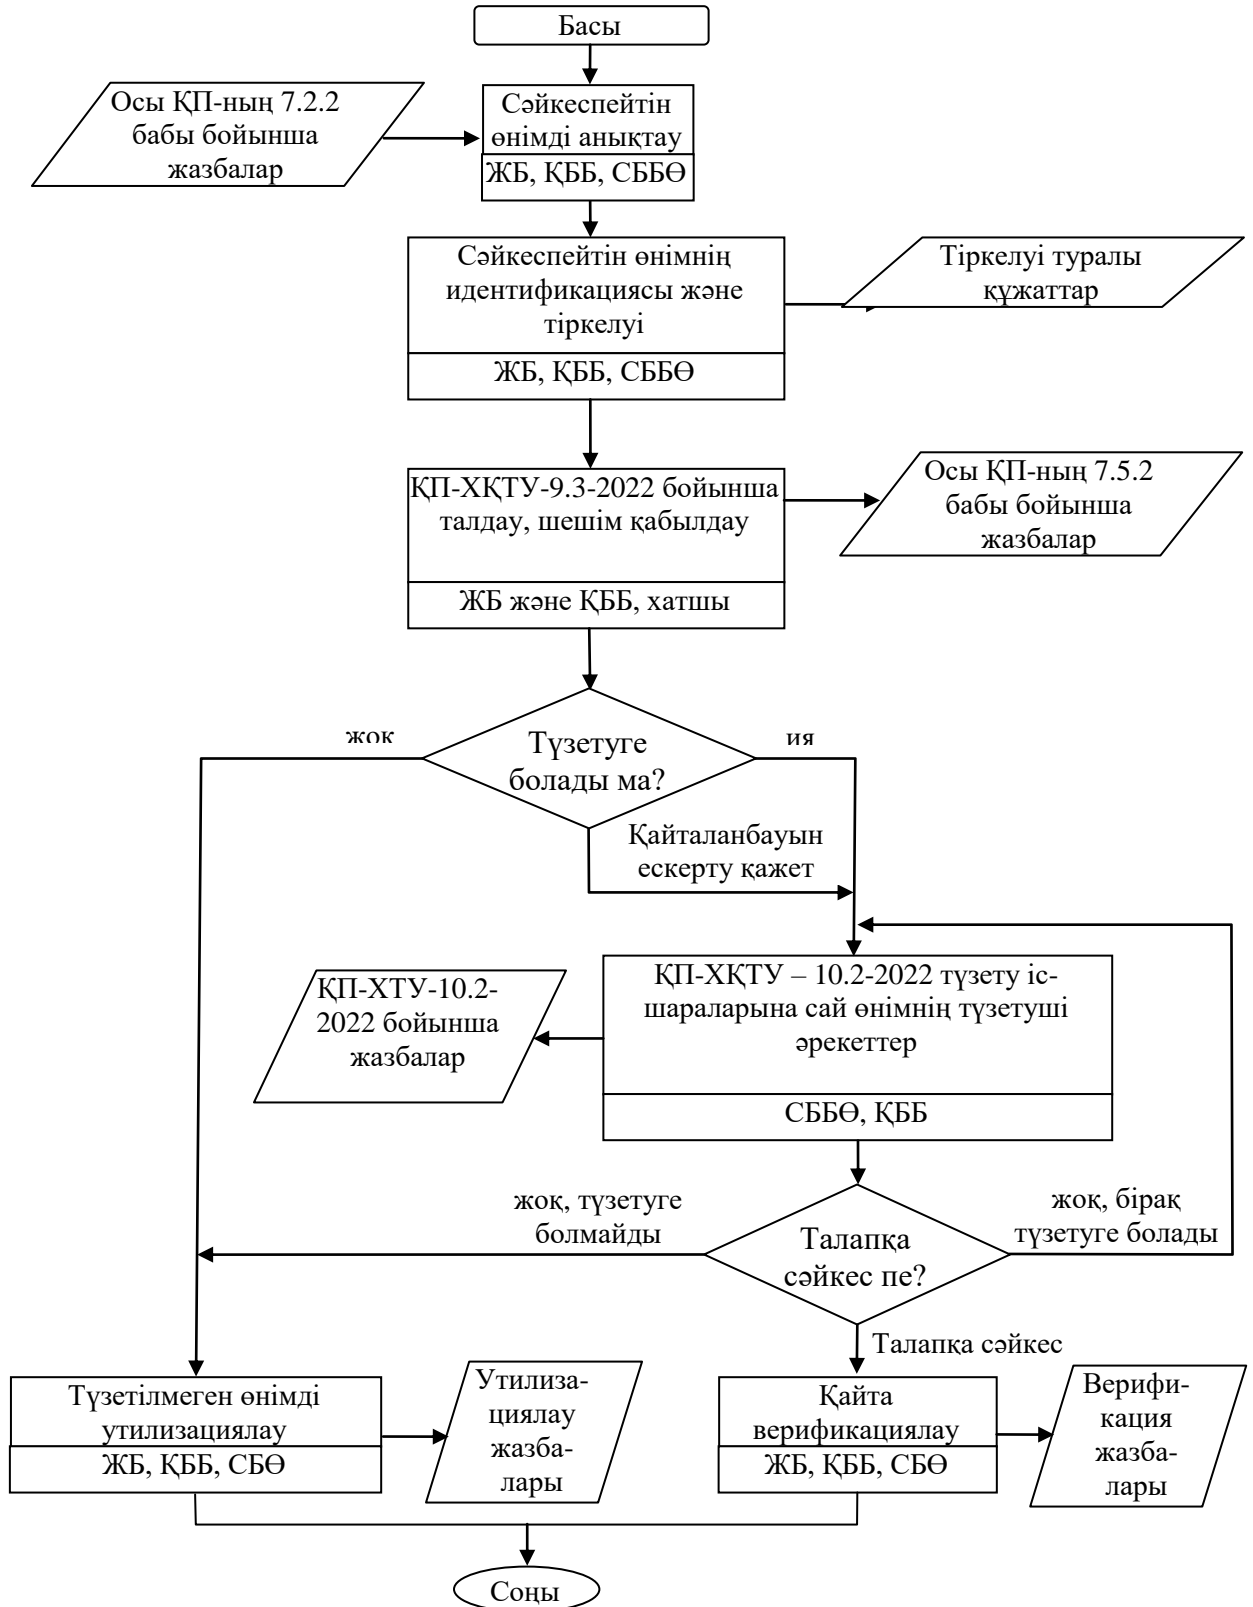 Басы
Осы ҚП-ның 7.2.2
бабы бойынша
жазбалар
Сәйкеспейтін
өнімді анықтау
ЖБ, ҚББ, СББӨ
Сәйкеспейтін өнімнің
идентификациясы және
тіркелуі
ЖБ, ҚББ, СББӨ
Тіркелуі туралы
құжаттар
ҚП-ХҚТУ-9.3-2022 бойынша
талдау, шешім қабылдау
ЖБ және ҚББ, хатшы
Осы ҚП-ның 7.5.2
бабы бойынша
жазбалар
жоқ
Түзетуге
болады ма?
ия
Қайталанбауын
ескерту қажет
ҚП-ХТУ-10.2-
2022 бойынша
жазбалар
ҚП-ХҚТУ – 10.2-2022 түзету іс-
шараларына сай өнімнің түзетуші
әрекеттер
СББӨ, ҚББ
жоқ, түзетуге
болмайды
Талапқа
сәйкес пе?
жоқ, бірақ
түзетуге болады
Талапқа сәйкес
Түзетілмеген өнімді
утилизациялау
ЖБ, ҚББ, СБӨ
Утилиза-
циялау
жазба-
лары
Қайта
верификациялау
ЖБ, ҚББ, СБӨ
Верифи-
кация
жазба-
лары
Соңы